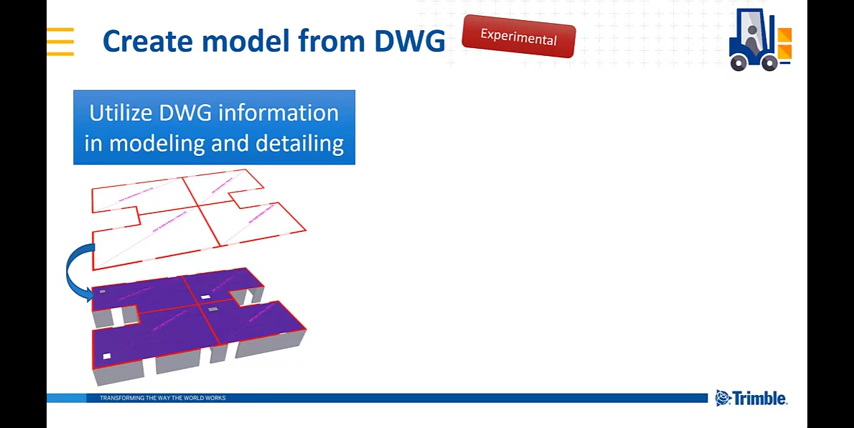 Create model from DWG
Experimental
Utilize DWG information
in modeling and detailing
TRANSFORMING THE WAY THE WORLD WORKS
Trimble.